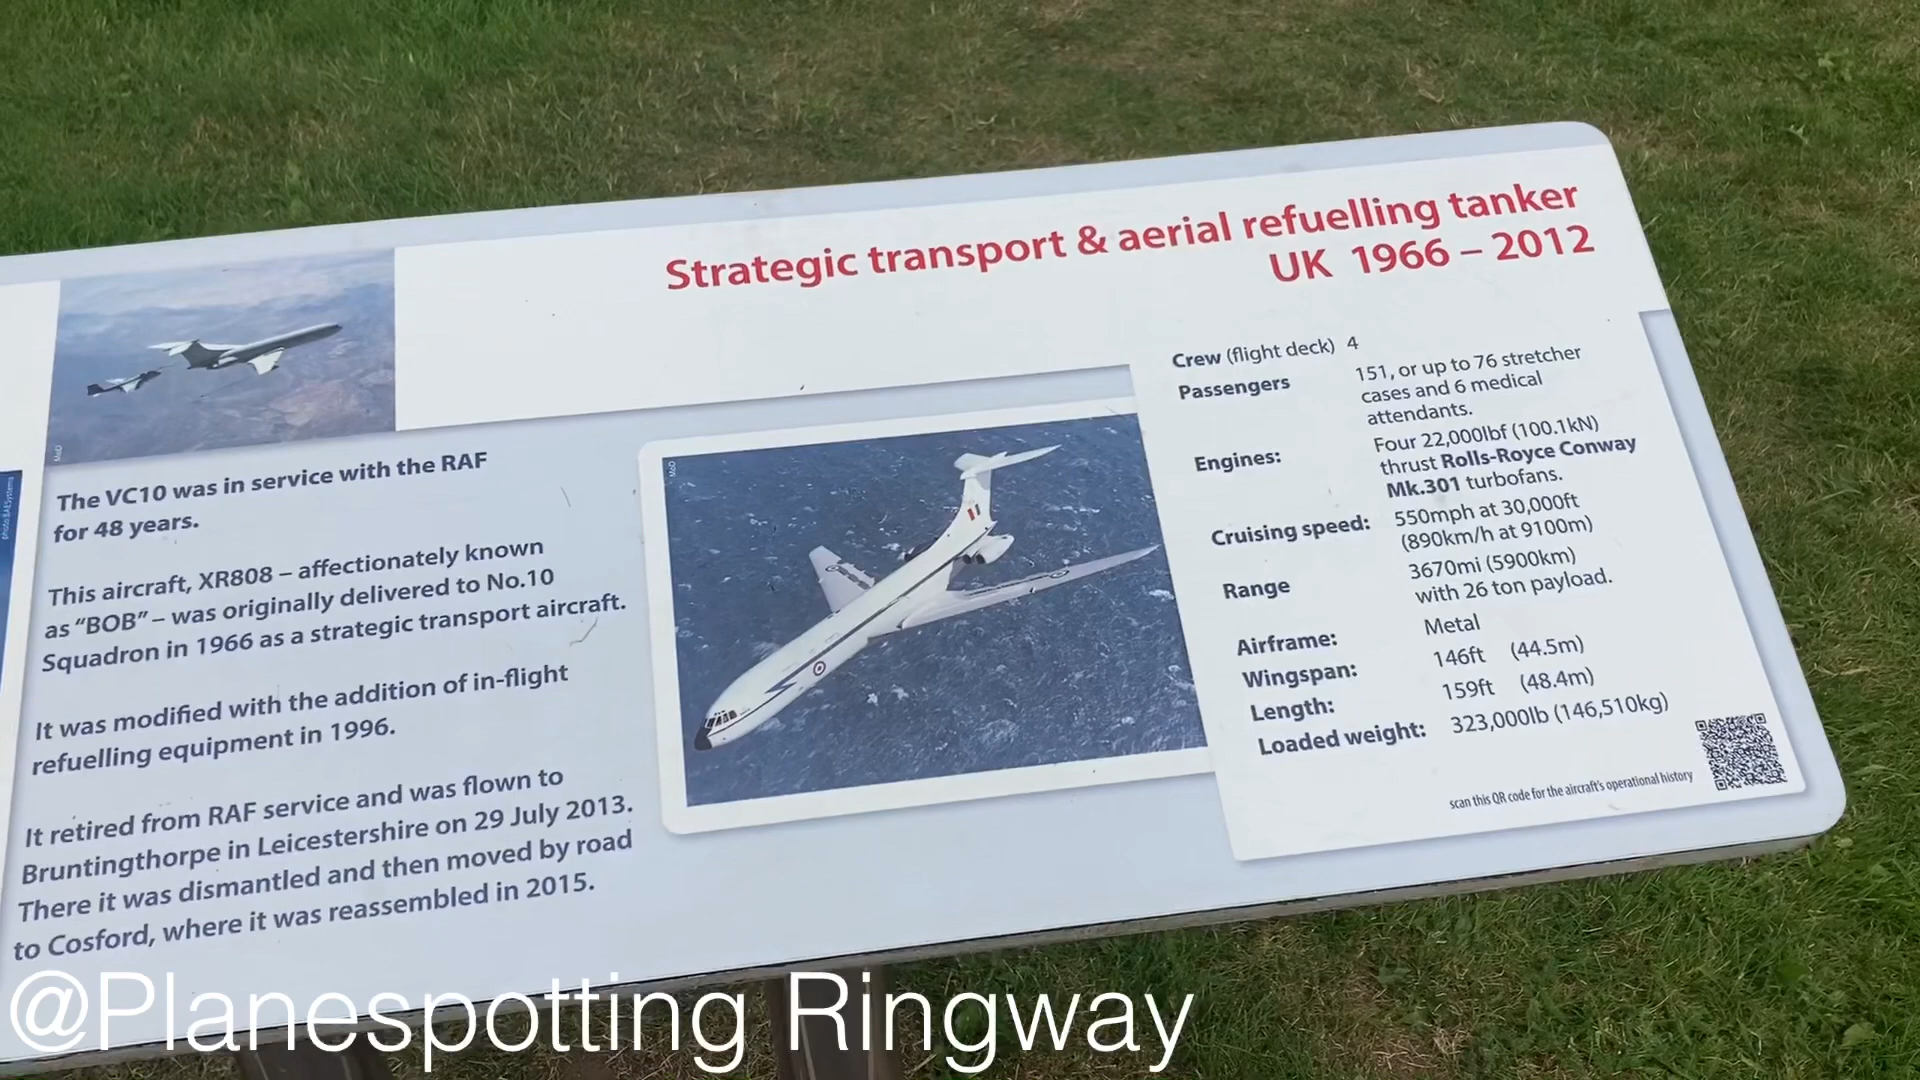 Strategic transport & aerial refuelling tanker
UK 1966 – 2012
MoD
photo BAE Systems
The VC10 was in service with the RAF
for 48 years.
This aircraft, XR808 – affectionately known
as “BOB” – was originally delivered to No.10
Squadron in 1966 as a strategic transport aircraft.
It was modified with the addition of in-flight
refuelling equipment in 1996.
It retired from RAF service and was flown to
Bruntingthorpe in Leicestershire on 29 July 2013.
There it was dismantled and then moved by road
to Cosford, where it was reassembled in 2015.
MoD
Crew (flight deck) 4
Passengers 151, or up to 76 stretcher
cases and 6 medical
attendants.
Engines: Four 22,000lbf (100.1kN)
thrust Rolls-Royce Conway
Mk.301 turbofans.
Cruising speed: 550mph at 30,000ft
(890km/h at 9100m)
Range 3670mi (5900km)
with 26 ton payload.
Airframe: Metal
Wingspan: 146ft (44.5m)
Length: 159ft (48.4m)
Loaded weight: 323,000lb (146,510kg)
scan this QR code for the aircraft's operational history
@Planespotting Ringway